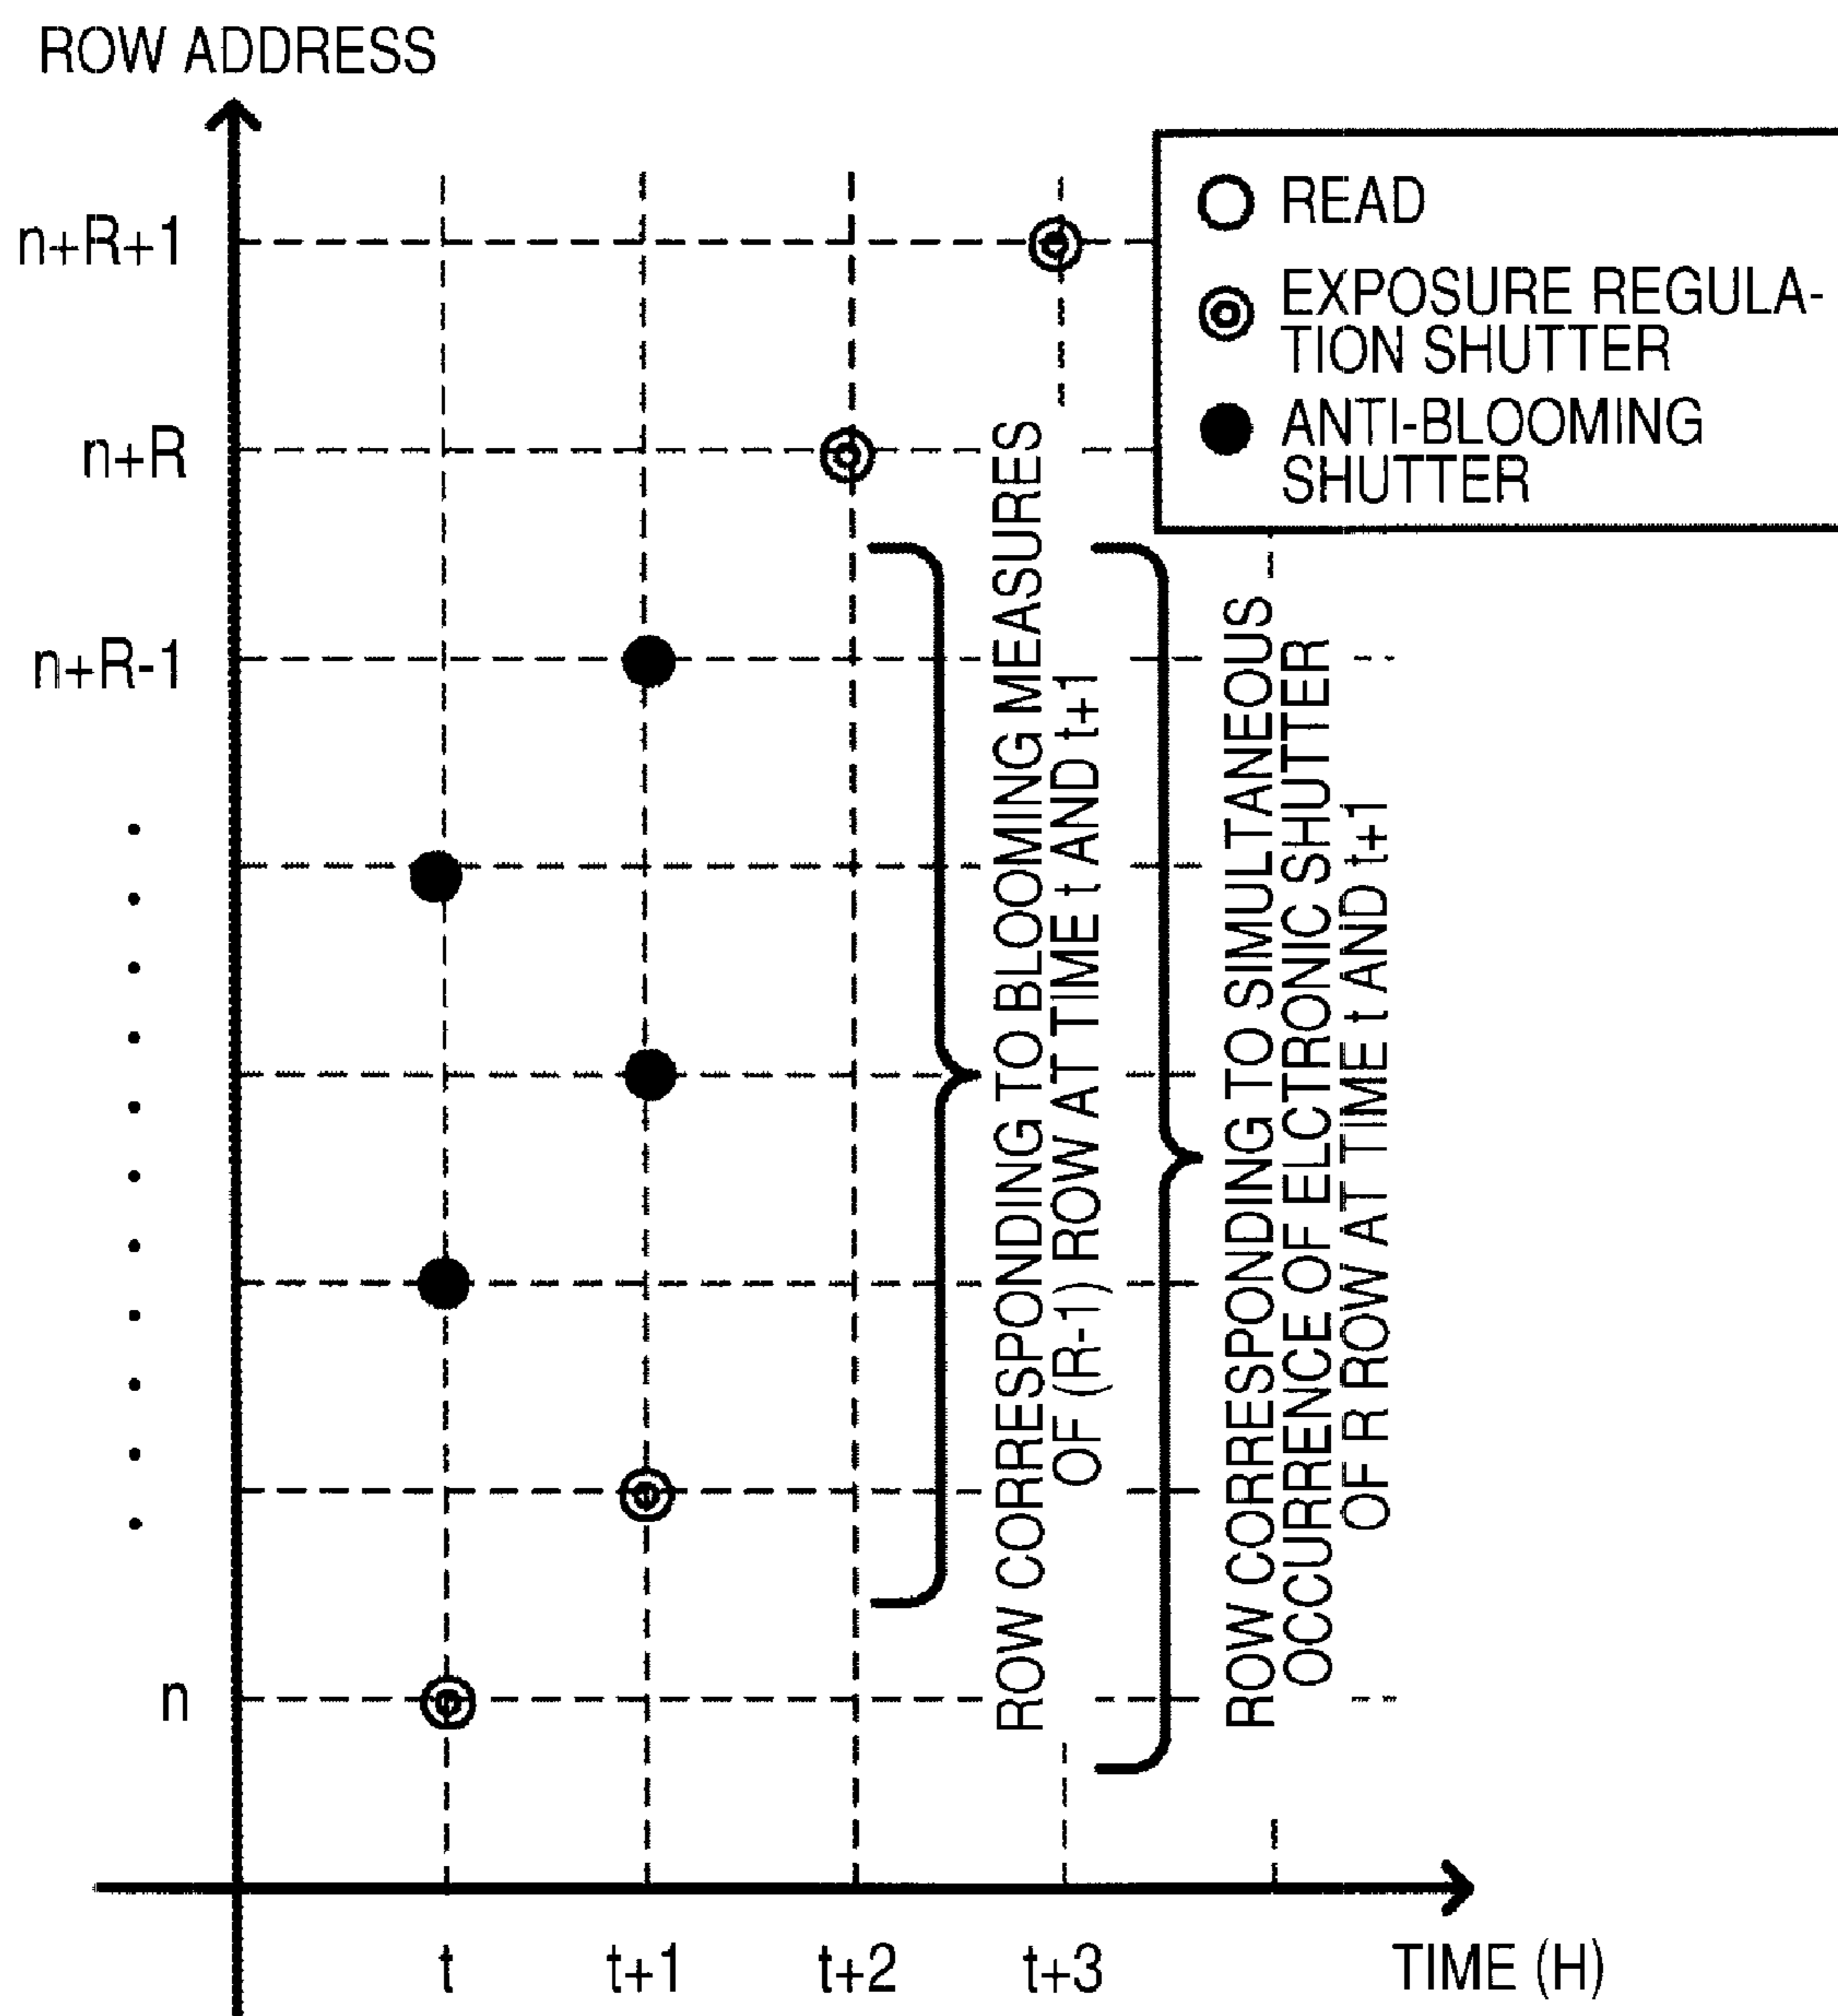 ROW ADDRESS
n+R+1
n+R
n+R-1
n
READ
EXPOSURE REGULA-
TION SHUTTER
ANTI-BLOOMING
SHUTTER
ROW CORRESPONDING TO BLOOMING MEASURES
OF (R-1) ROW AT TIME t AND t+1
ROW CORRESPONDING TO SIMULTANEOUS
OCCURRENCE OF ELCTRONIC SHUTTER
OF R ROW AT TIME t AND t+1
t
t+1
t+2
t+3
TIME (H)